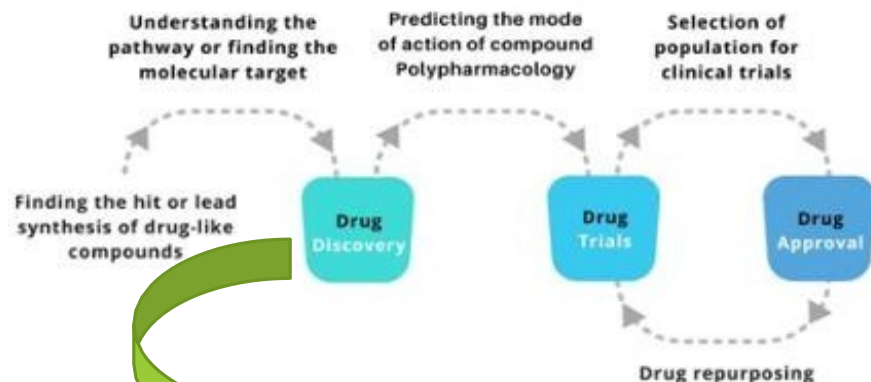 Understanding the
pathway or finding the
molecular target
Predicting the mode
of action of compound
Polypharmacology
Selection of
population for
clinical trials
Finding the hit or lead
synthesis of drug-like
compounds
Drug
Discovery
Drug
Trials
Drug
Approval
Drug repurposing